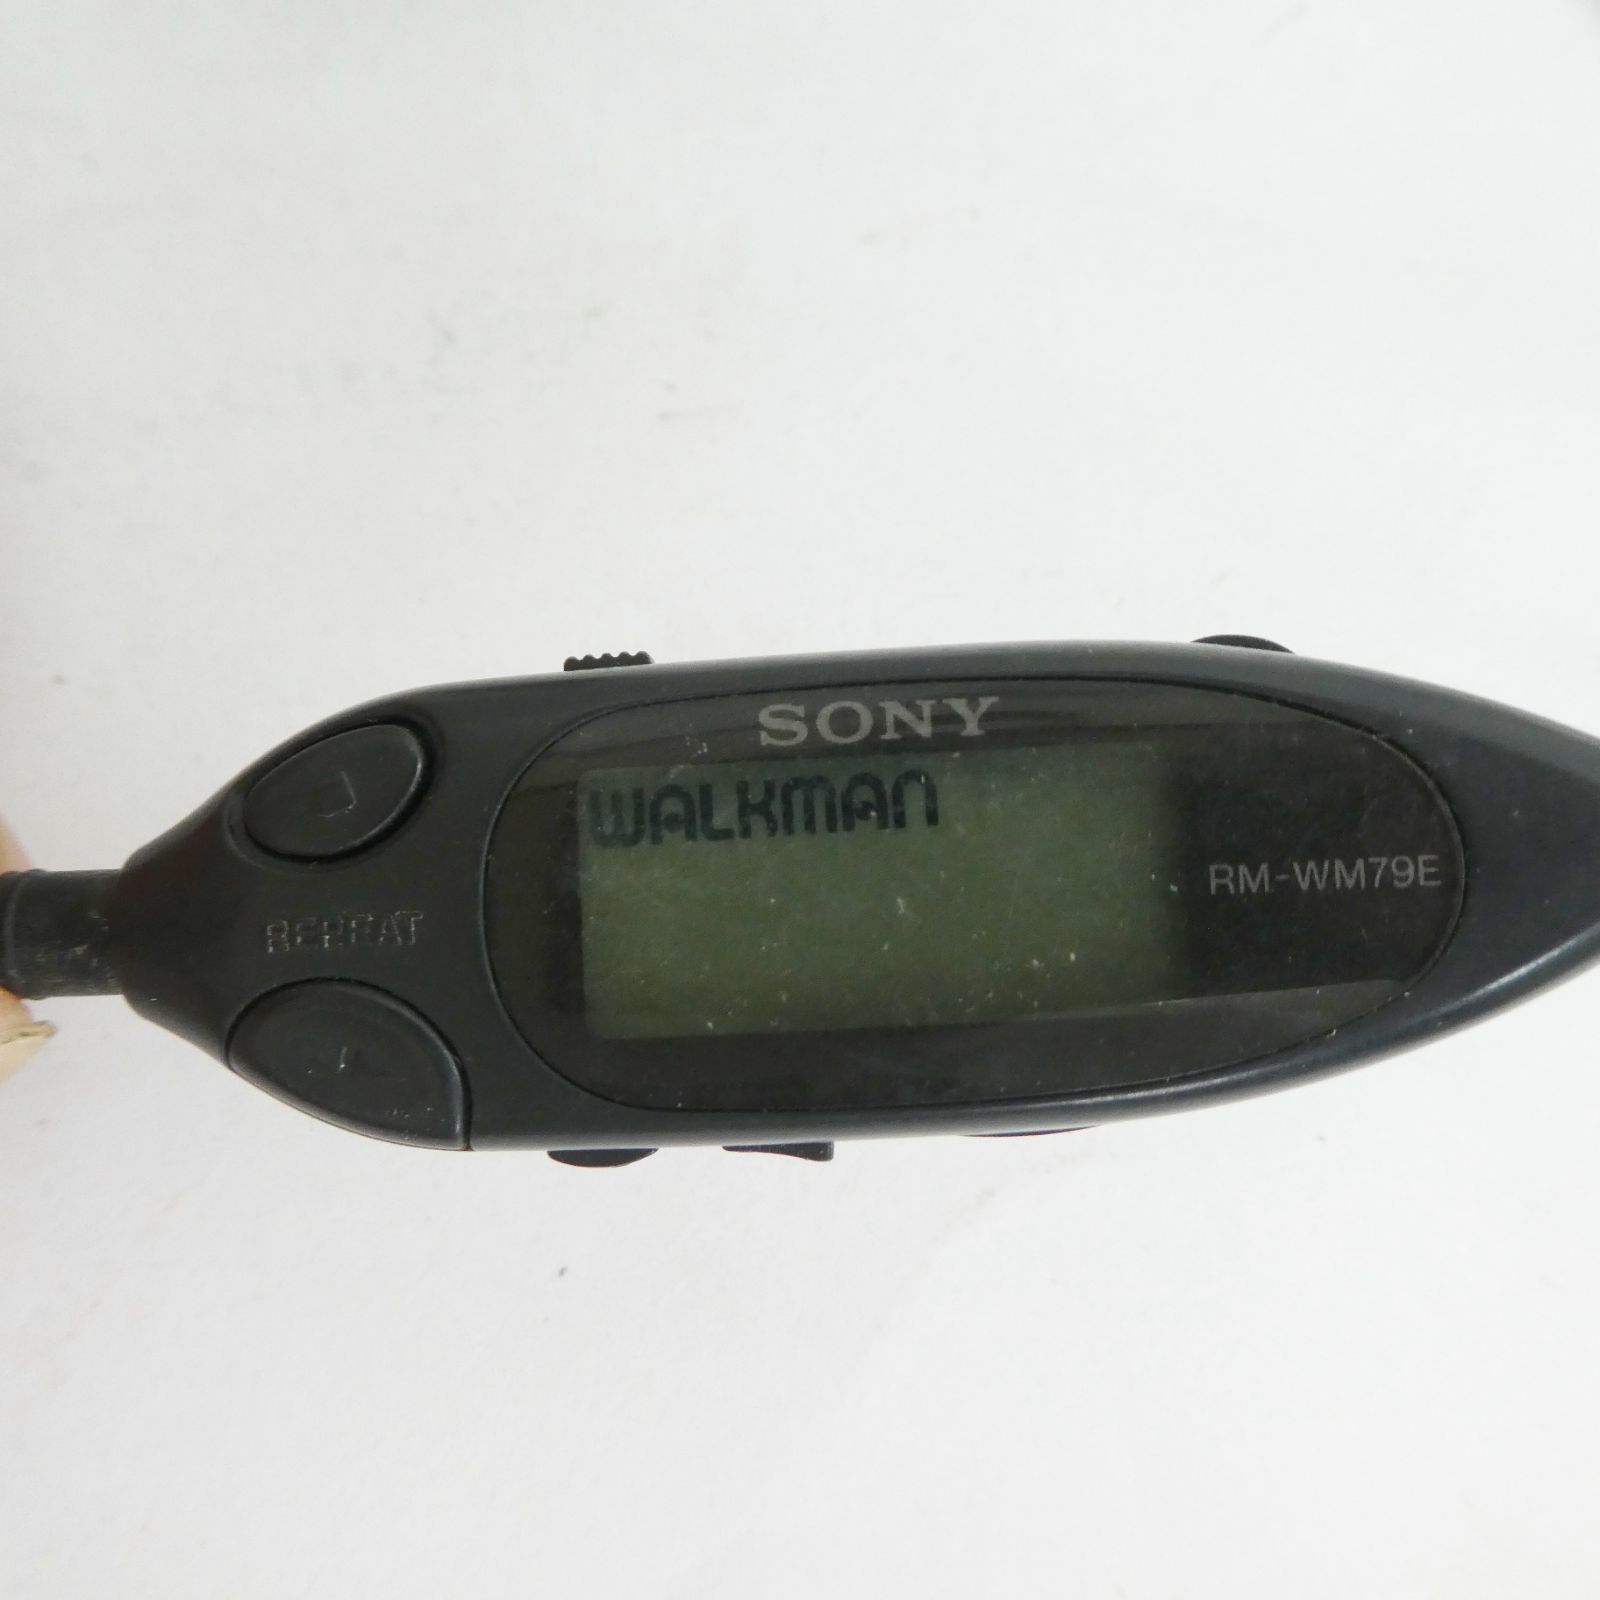 SONY
WALKMAN
RM-WM79E
REPEAT